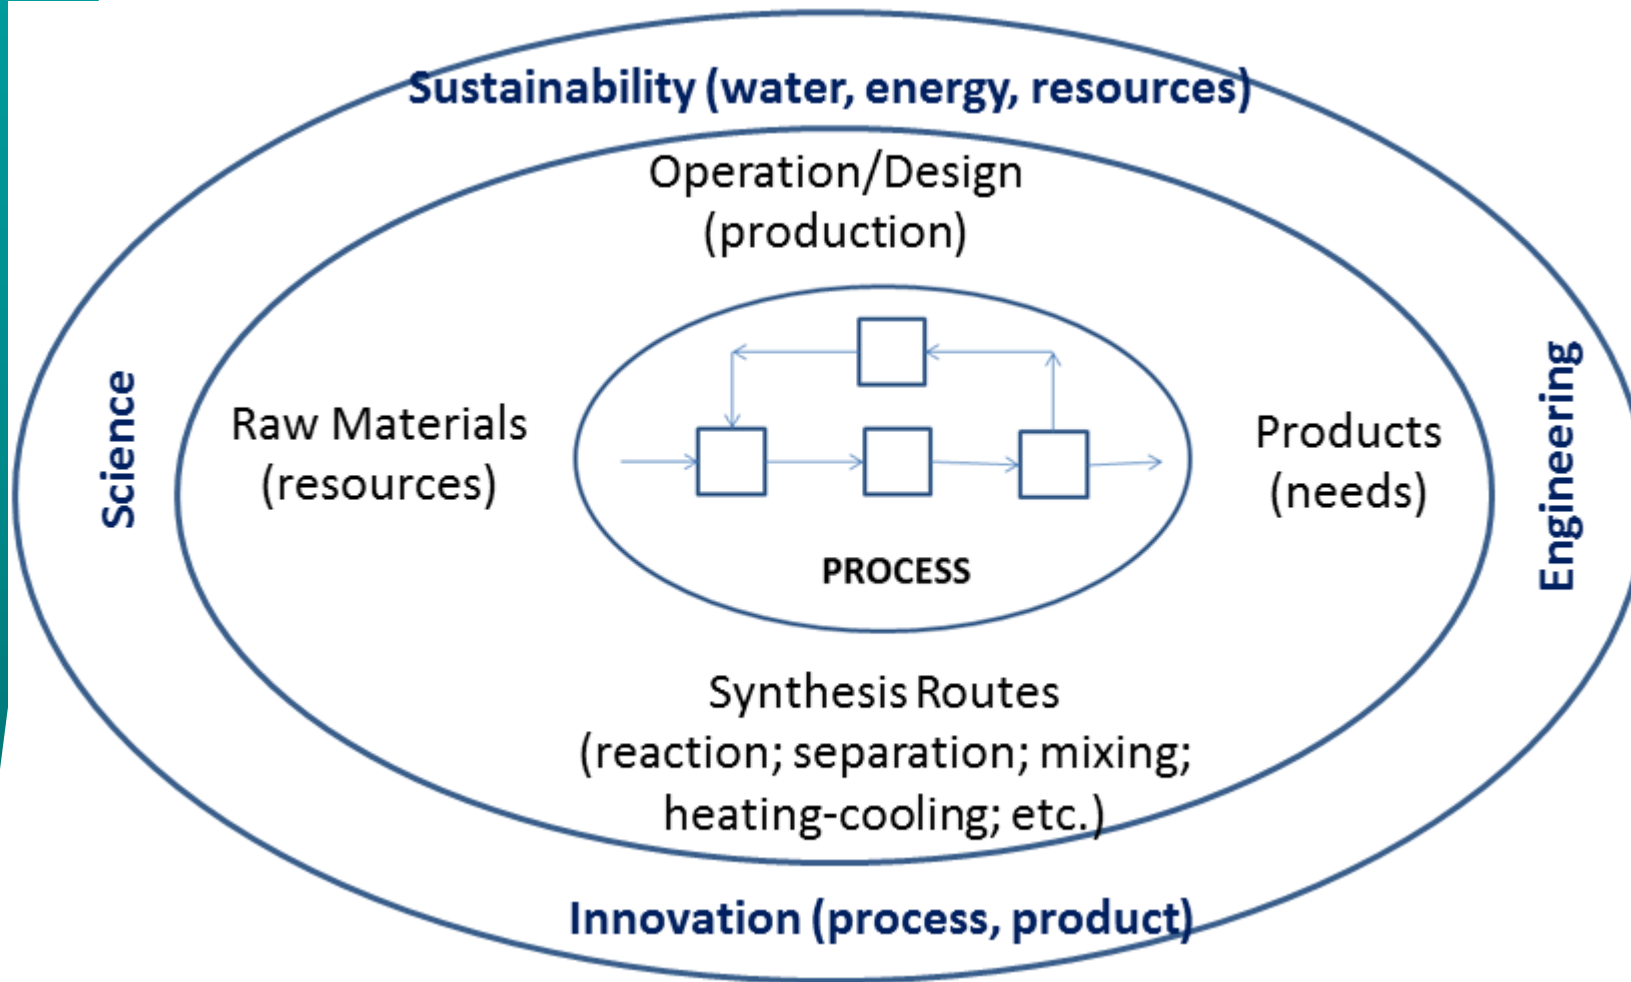 Sustainability (water, energy, resources)
Operation/Design
(production)
Science
Raw Materials
(resources)
PROCESS
Products
(needs)
Engineering
Synthesis Routes
(reaction; separation; mixing;
heating-cooling; etc.)
Innovation (process, product)